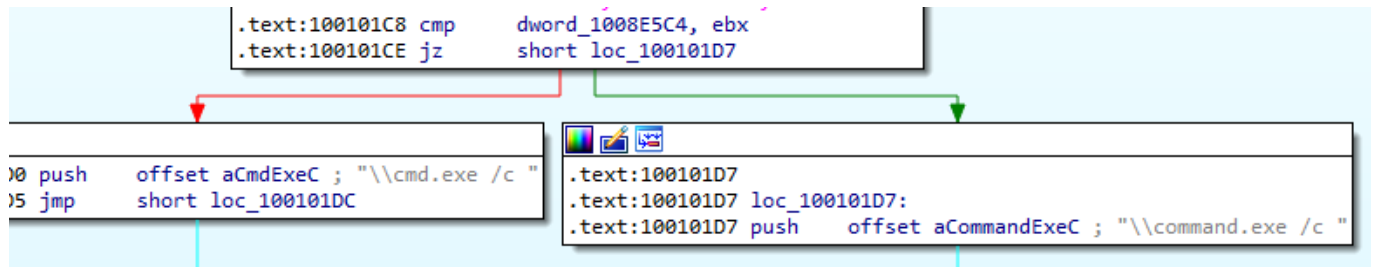 .text:100101C8 cmp     dword_1008E5C4, ebx
.text:100101CE jz      short loc_100101D7
push    offset aCmdExeC ; "\\cmd.exe /c "
jmp     short loc_100101DC
.text:100101D7
.text:100101D7 loc_100101D7:
.text:100101D7 push    offset aCommandExeC ; "\\command.exe /c "